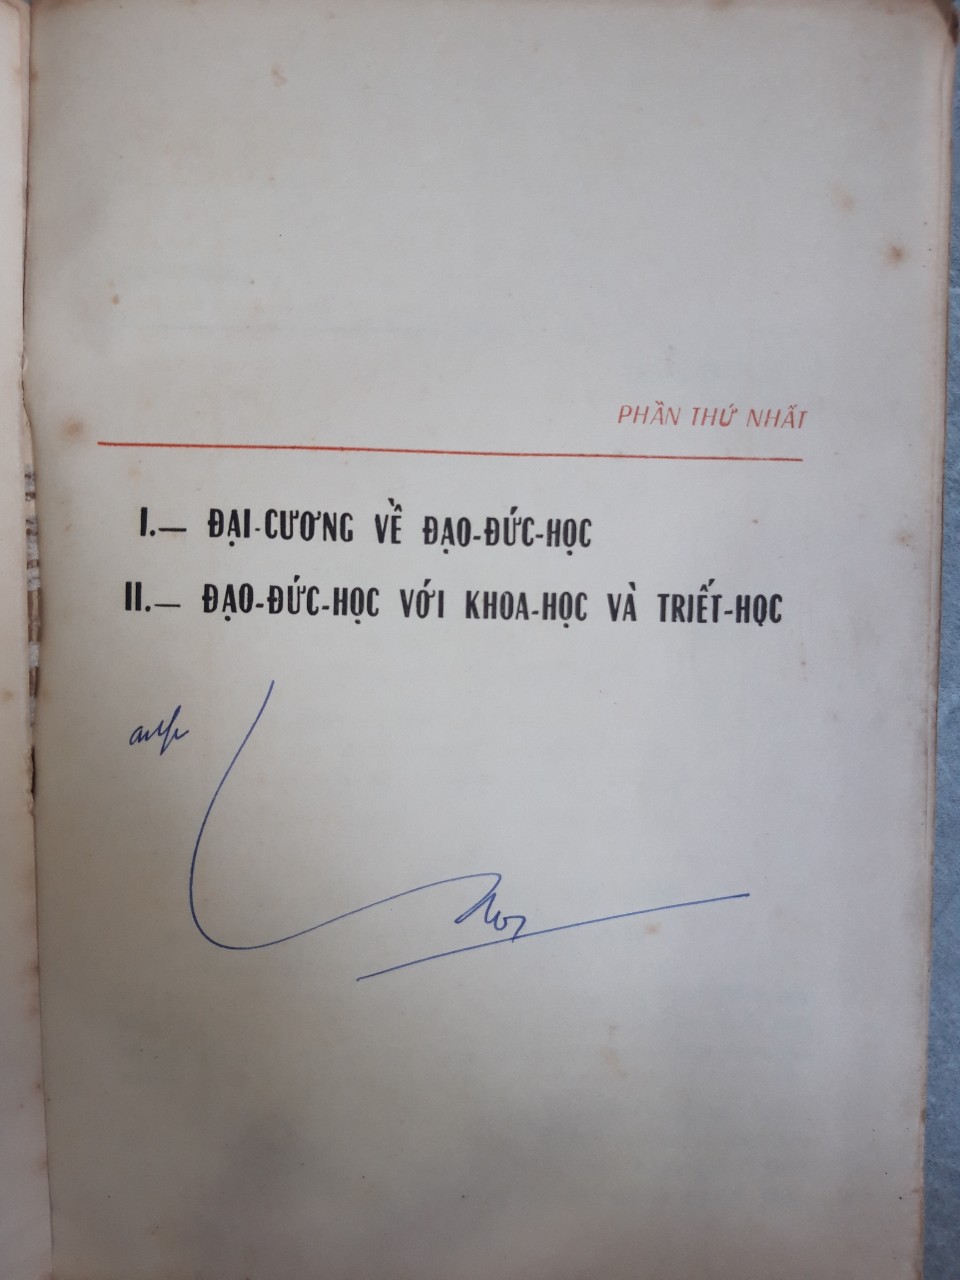 PHẦN THỨ NHẤT
I.— ĐẠI-CƯƠNG VỀ ĐẠO-ĐỨC-HỌC
II.— ĐẠO-ĐỨC-HỌC VỚI KHOA-HỌC VÀ TRIẾT-HỌC